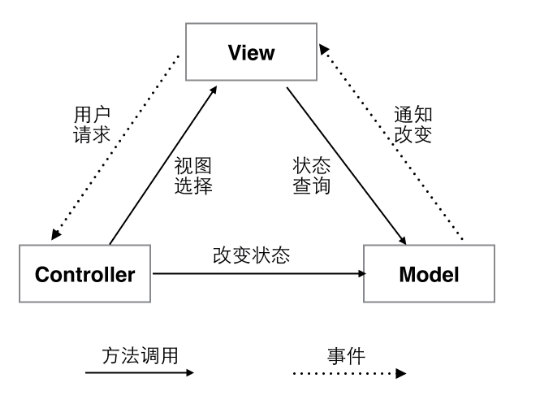 View
用户
请求
通知
改变
视图
选择
状态
查询
改变状态
Controller
Model
方法调用
事件